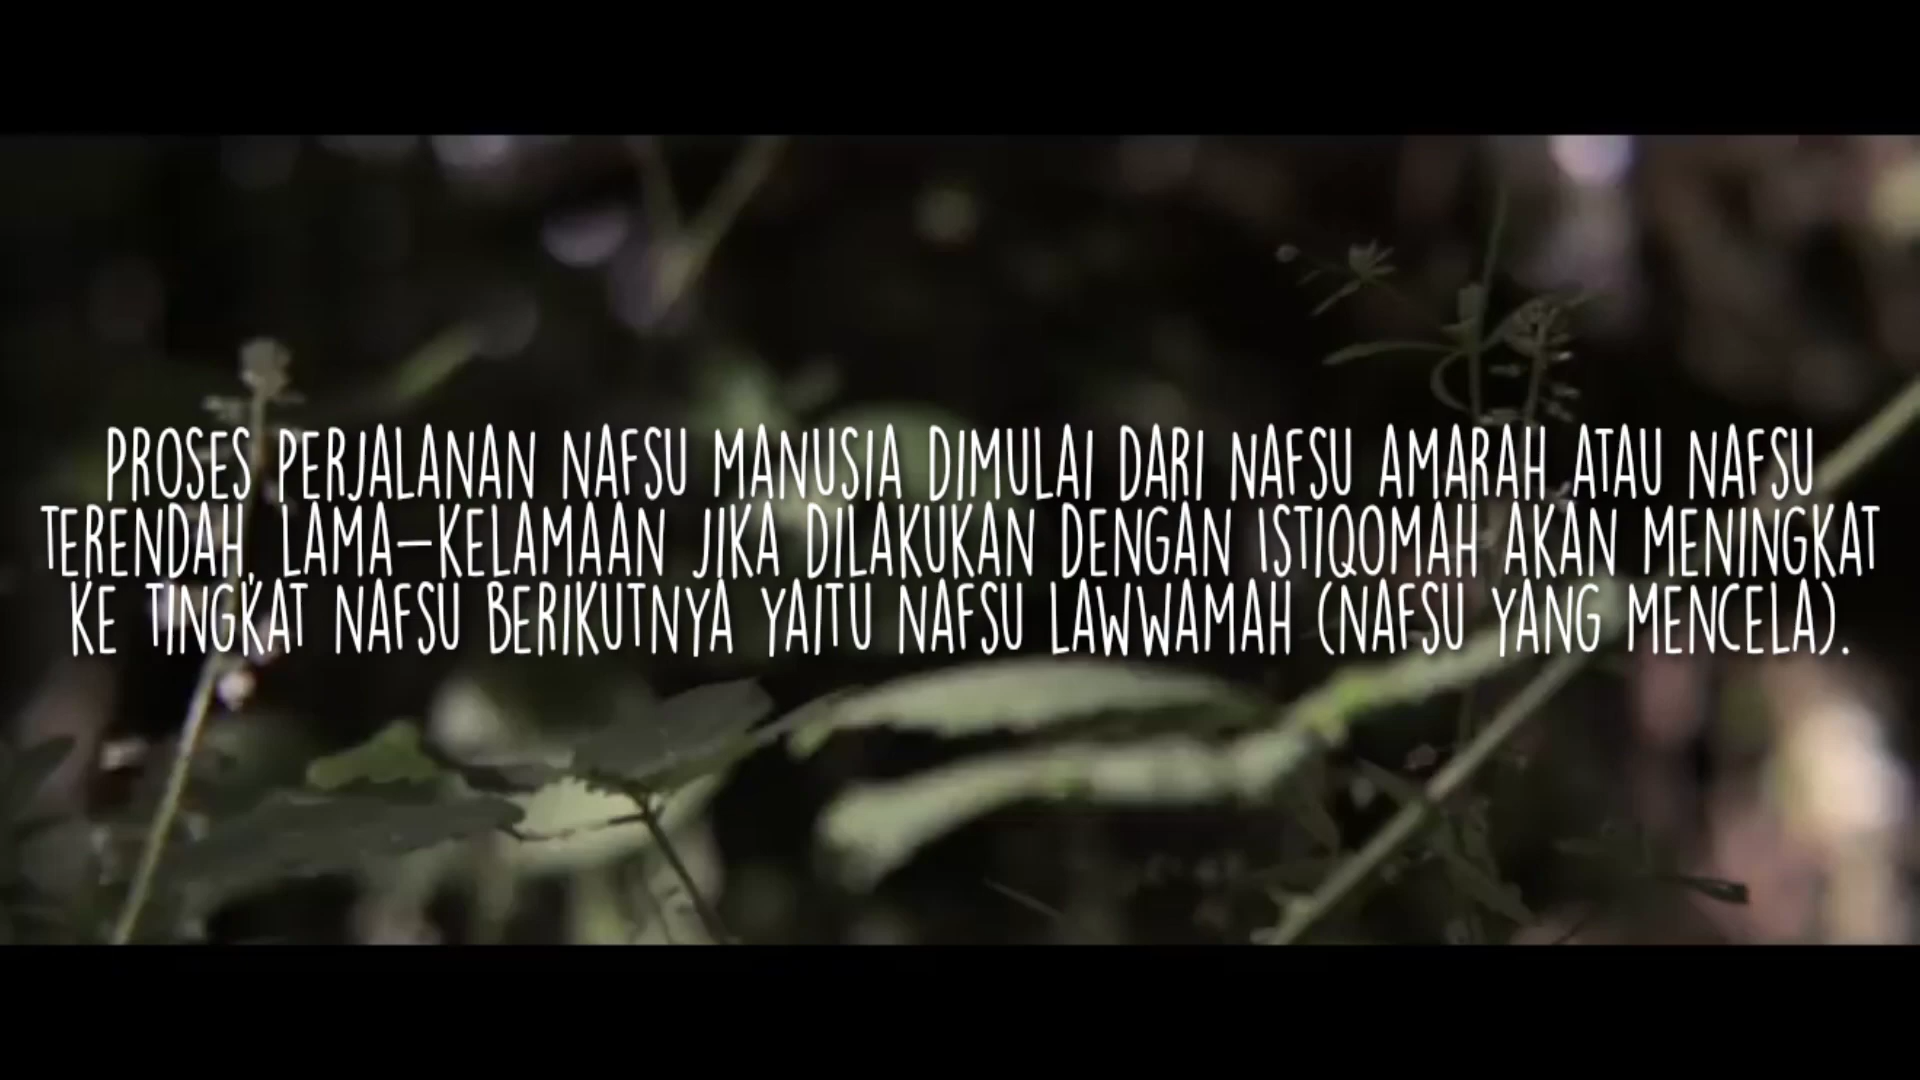 PROSES PERJALANAN NAFSU MANUSIA DIMULAI DARI NAFSU AMARAH ATAU NAFSU
TERENDAH, LAMA-KELAMAAN JIKA DILAKUKAN DENGAN ISTIQOMAH AKAN MENINGKAT
KE TINGKAT NAFSU BERIKUTNYA YAITU NAFSU LAWWAMAH (NAFSU YANG MENCELA).